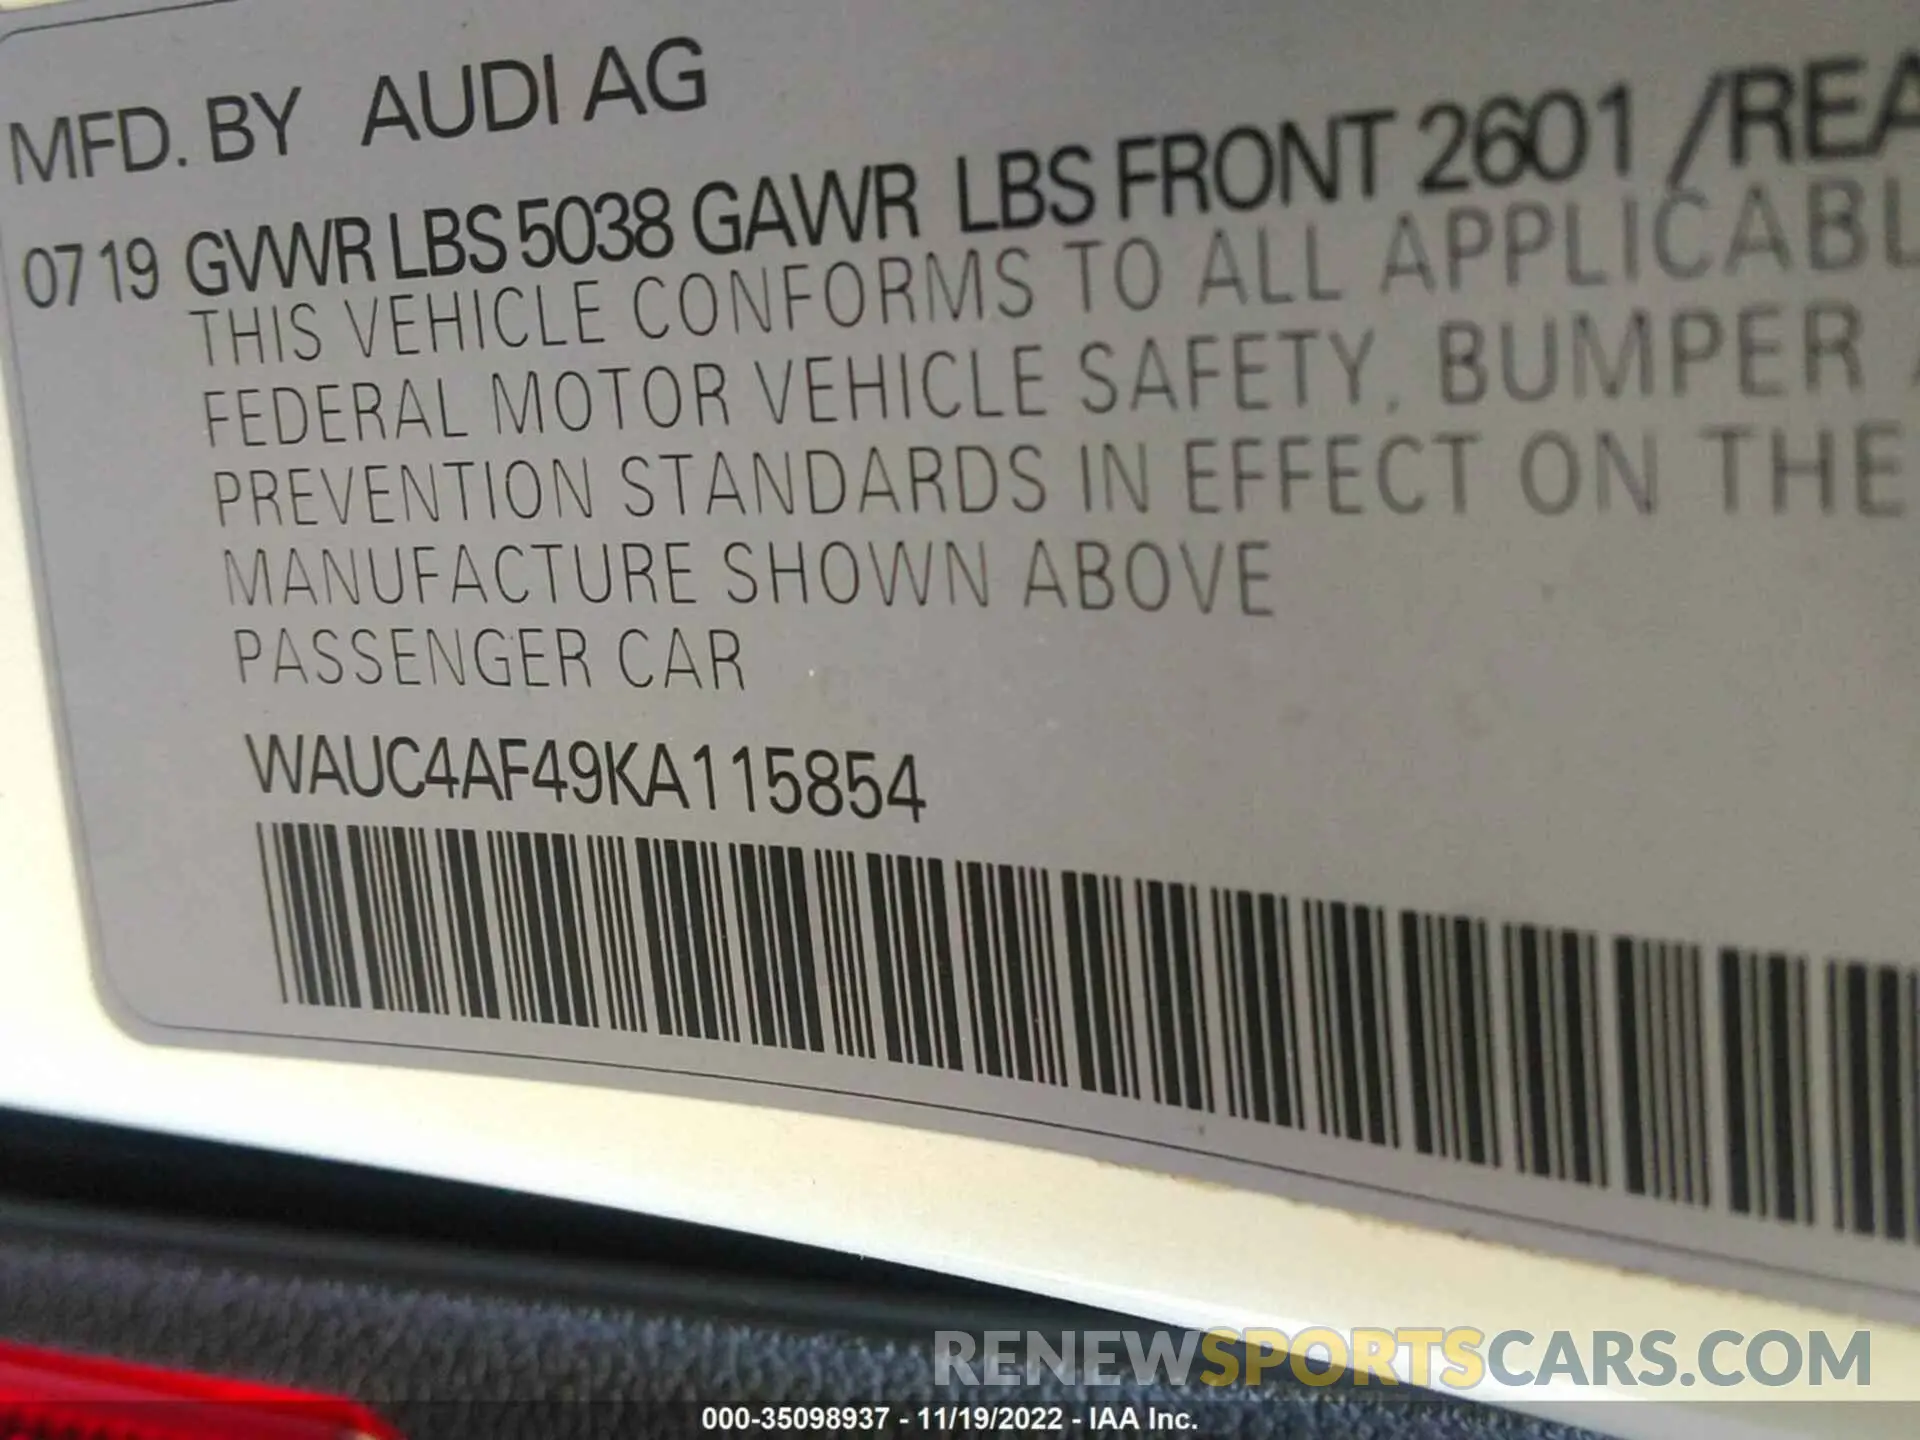 MFD. BY AUDI AG
07 19 GVWR LBS 5038 GAWR LBS FRONT 2601 /REA
THIS VEHICLE CONFORMS TO ALL APPLICABL
FEDERAL MOTOR VEHICLE SAFETY, BUMPER A
PREVENTION STANDARDS IN EFFECT ON THE
MANUFACTURE SHOWN ABOVE
PASSENGER CAR
WAUC4AF49KA115854
RENEWSPORTSCARS.COM
000-35098937 - 11/19/2022 - IAA Inc.